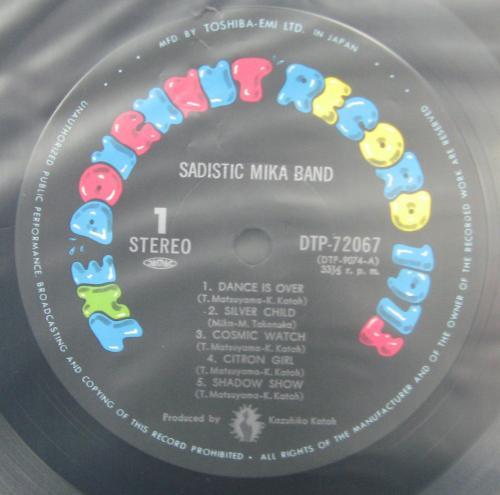 MFD BY TOSHIBA-EMI LTD. IN JAPAN
THE DOUGHNUT RECORD 1973
SADISTIC MIKA BAND
1
STEREO
DTP-72067
(DTP-9074-A)
33⅓ r. p. m.
1. DANCE IS OVER
(T. Matsuyama-K. Katoh)
2. SILVER CHILD
(Mika-M. Takanaka)
3. COSMIC WATCH
(T. Matsuyama-K. Katoh)
4. CITRON GIRL
(T. Matsuyama-K. Katoh)
5. SHADOW SHOW
(T. Matsuyama-K. Katoh)
Produced by Kazuhiko Katoh
UNAUTHORIZED PUBLIC PERFORMANCE, BROADCASTING AND COPYING OF THIS RECORD PROHIBITED • ALL RIGHTS OF THE MANUFACTURER AND OF THE OWNER OF THE RECORDED WORK ARE RESERVED